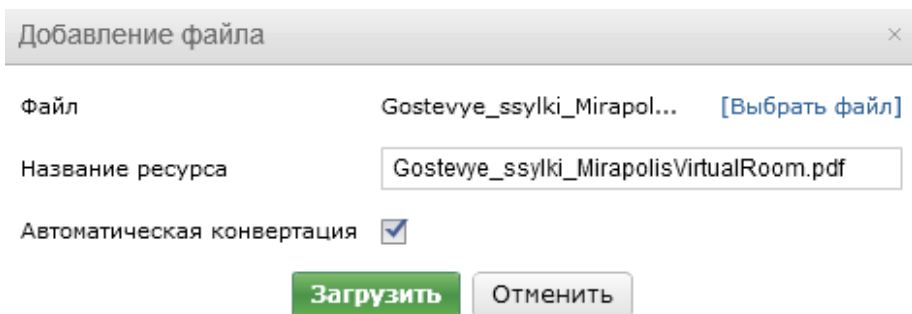 Добавление файла ×
Файл Gostevye_ssylki_Mirapol... [Выбрать файл]
Название ресурса Gostevye_ssylki_MirapolisVirtualRoom.pdf
Автоматическая конвертация
Загрузить Отменить